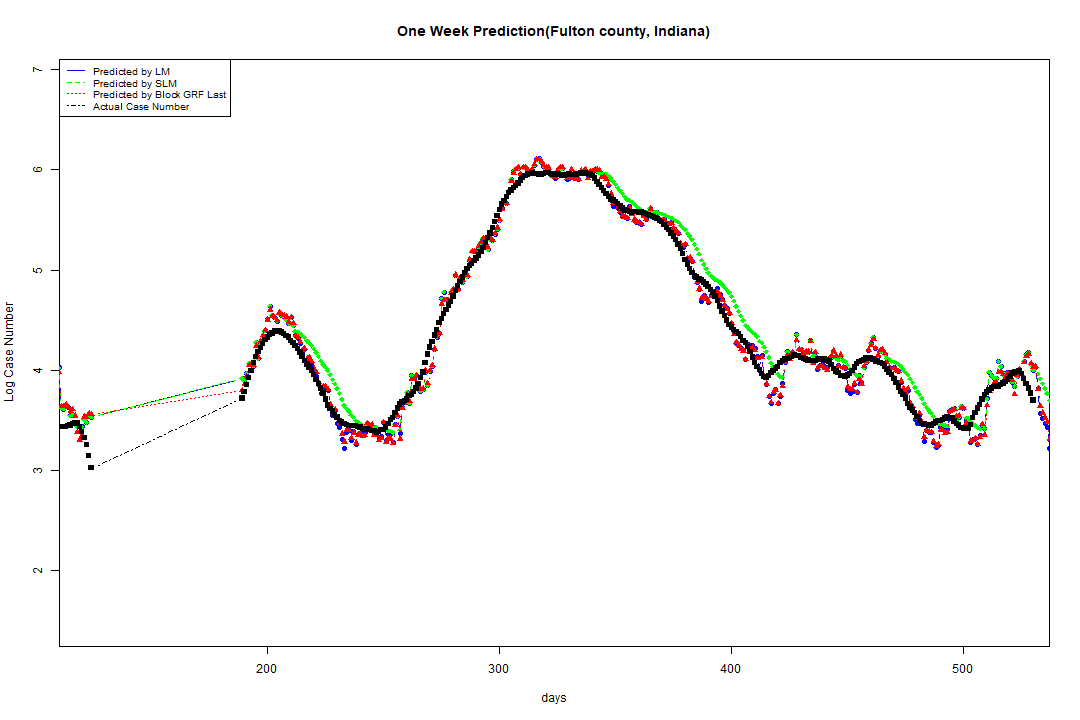 One Week Prediction(Fulton county, Indiana)
Predicted by LM
Predicted by SLM
Predicted by Block GRF Last
Actual Case Number
7
6
5
4
3
2
Log Case Number
200 300 400 500
days